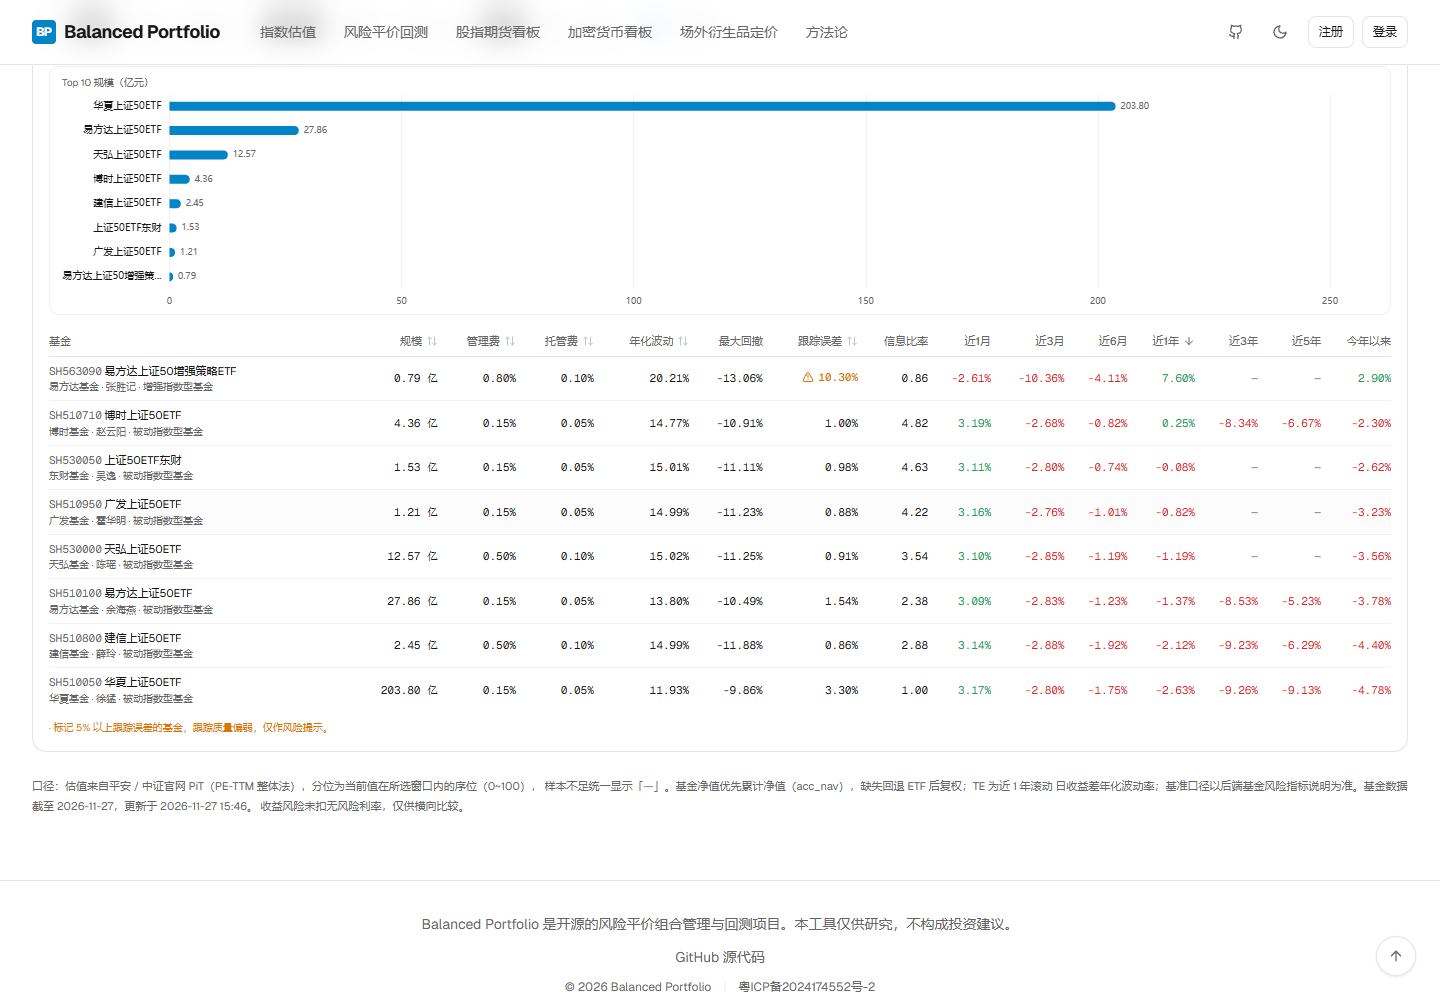 BP Balanced Portfolio 指数估值 风险平价回测 股指期货看板 加密货币看板 场外衍生品定价 方法论 注册 登录
Top 10 规模（亿元）
华夏上证50ETF 203.80
易方达上证50ETF 27.86
天弘上证50ETF 12.57
博时上证50ETF 4.36
建信上证50ETF 2.45
上证50ETF东财 1.53
广发上证50ETF 1.21
易方达上证50增强策... 0.79
0 50 100 150 200 250
基金 规模 管理费 托管费 年化波动 最大回撤 跟踪误差 信息比率 近1月 近3月 近6月 近1年 近3年 近5年 今年以来
SH563090 易方达上证50增强策略ETF
易方达基金 · 张胜记 · 增强指数型基金
0.79 亿 0.80% 0.10% 20.21% -13.06% 10.30% 0.86 -2.61% -10.36% -4.11% 7.60% — — 2.90%
SH510710 博时上证50ETF
博时基金 · 赵云阳 · 被动指数型基金
4.36 亿 0.15% 0.05% 14.77% -10.91% 1.00% 4.82 3.19% -2.68% -0.82% 0.25% -8.34% -6.67% -2.30%
SH530050 上证50ETF东财
东财基金 · 吴逸 · 被动指数型基金
1.53 亿 0.15% 0.05% 15.01% -11.11% 0.98% 4.63 3.11% -2.80% -0.74% -0.08% — — -2.62%
SH510950 广发上证50ETF
广发基金 · 霍华明 · 被动指数型基金
1.21 亿 0.15% 0.05% 14.99% -11.23% 0.88% 4.22 3.16% -2.76% -1.01% -0.82% — — -3.23%
SH530000 天弘上证50ETF
天弘基金 · 陈瑶 · 被动指数型基金
12.57 亿 0.50% 0.10% 15.02% -11.25% 0.91% 3.54 3.10% -2.85% -1.19% -1.19% — — -3.56%
SH510100 易方达上证50ETF
易方达基金 · 余海燕 · 被动指数型基金
27.86 亿 0.15% 0.05% 13.80% -10.49% 1.54% 2.38 3.09% -2.83% -1.23% -1.37% -8.53% -5.23% -3.78%
SH510800 建信上证50ETF
建信基金 · 薛玲 · 被动指数型基金
2.45 亿 0.50% 0.10% 14.99% -11.88% 0.86% 2.88 3.14% -2.88% -1.92% -2.12% -9.23% -6.29% -4.40%
SH510050 华夏上证50ETF
华夏基金 · 徐猛 · 被动指数型基金
203.80 亿 0.15% 0.05% 11.93% -9.86% 3.30% 1.00 3.17% -2.80% -1.75% -2.63% -9.26% -9.13% -4.78%
· 标记 5% 以上跟踪误差的基金，跟踪质量偏弱，仅作风险提示。
口径：估值来自平安 / 中证官网 PiT（PE-TTM 整体法），分位为当前值在所选窗口内的序位（0~100），样本不足统一显示「—」。基金净值优先累计净值（acc_nav），缺失回退 ETF 后复权；TE 为近 1 年滚动 日收益差年化波动率；基准口径以后端基金风险指标说明为准。基金数据
截至 2026-11-27，更新于 2026-11-27 15:46。 收益风险未扣无风险利率，仅供横向比较。
Balanced Portfolio 是开源的风险平价组合管理与回测项目。本工具仅供研究，不构成投资建议。
GitHub 源代码
© 2026 Balanced Portfolio 粤ICP备2024174552号-2